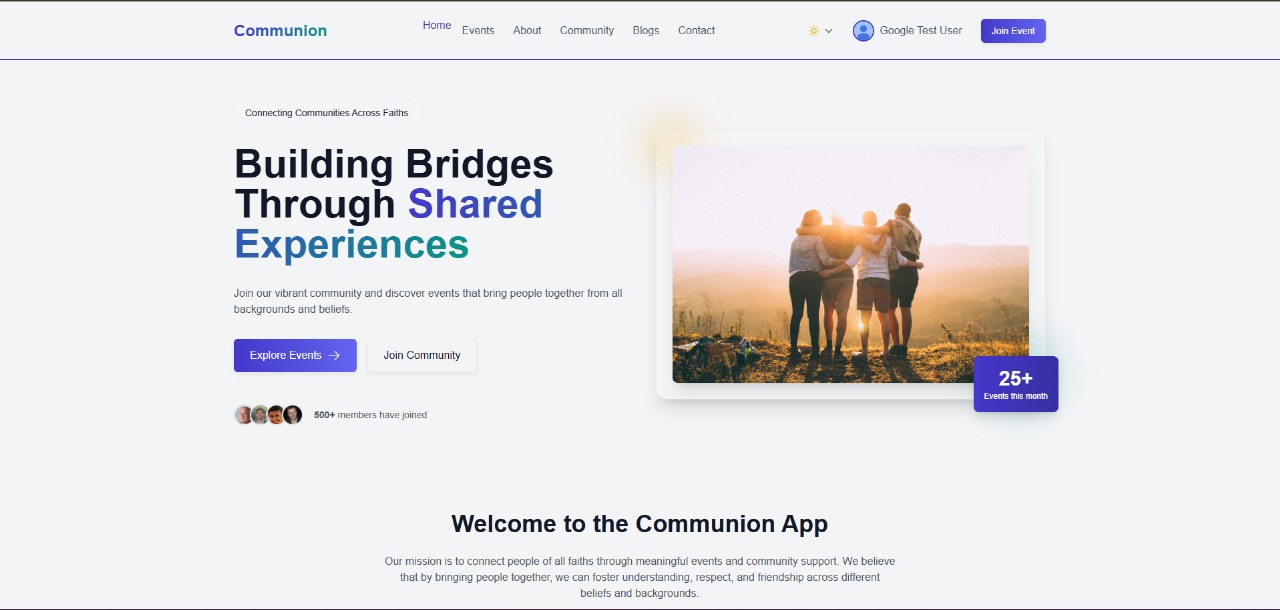 Communion
Home Events About Community Blogs Contact
Google Test User
Join Event
Connecting Communities Across Faiths
Building Bridges
Through Shared
Experiences
Join our vibrant community and discover events that bring people together from all
backgrounds and beliefs.
Explore Events
Join Community
500+ members have joined
25+
Events this month
Welcome to the Communion App
Our mission is to connect people of all faiths through meaningful events and community support. We believe
that by bringing people together, we can foster understanding, respect, and friendship across different
beliefs and backgrounds.